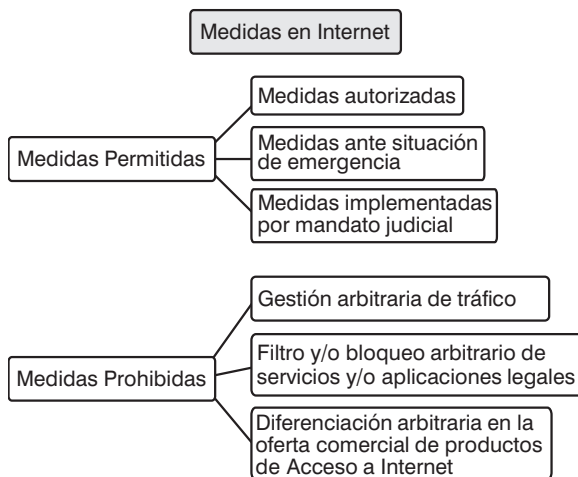 Medidas en Internet
Medidas autorizadas
Medidas Permitidas
Medidas ante situación
de emergencia
Medidas implementadas
por mandato judicial
Gestión arbitraria de tráfico
Medidas Prohibidas
Filtro y/o bloqueo arbitrario de
servicios y/o aplicaciones legales
Diferenciación arbitraria en la
oferta comercial de productos
de Acceso a Internet